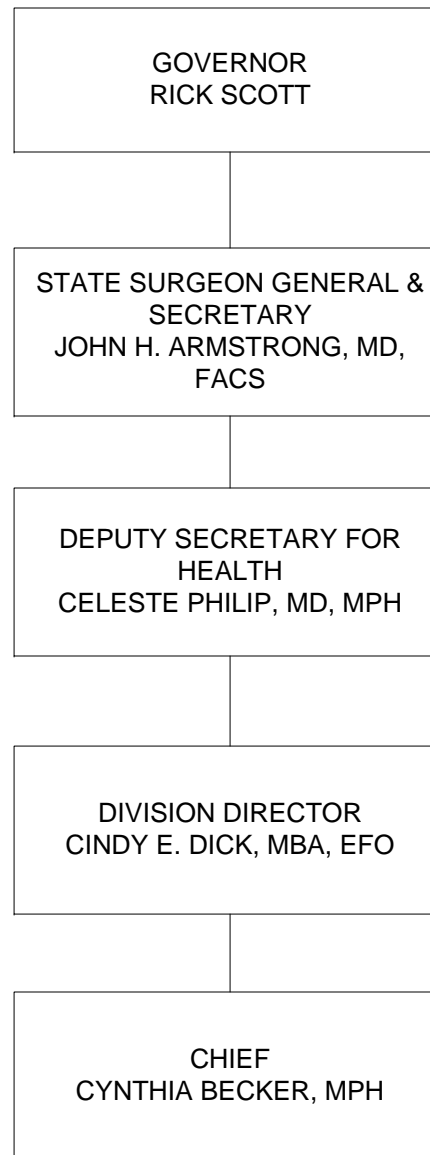 GOVERNOR
RICK SCOTT
STATE SURGEON GENERAL &
SECRETARY
JOHN H. ARMSTRONG, MD,
FACS
DEPUTY SECRETARY FOR
HEALTH
CELESTE PHILIP, MD, MPH
DIVISION DIRECTOR
CINDY E. DICK, MBA, EFO
CHIEF
CYNTHIA BECKER, MPH